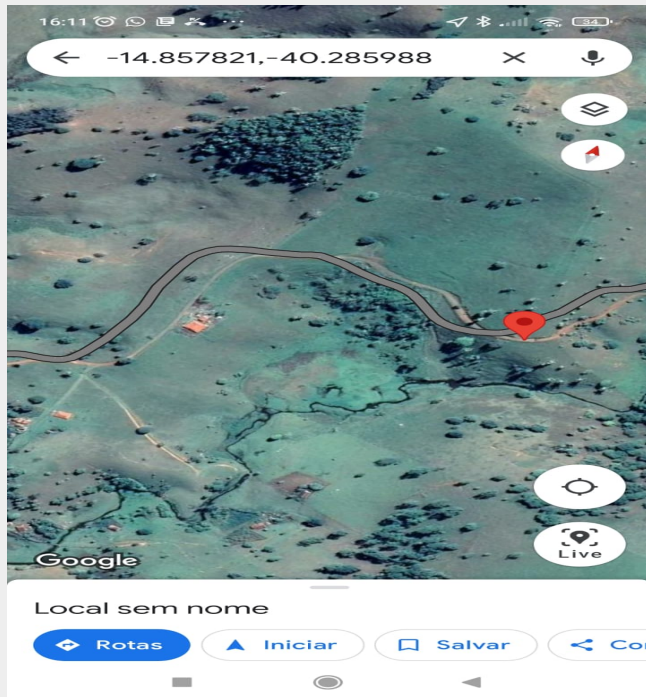 16:11 34
-14.857821,-40.285988
Live
Google
Local sem nome
Rotas Iniciar Salvar Co